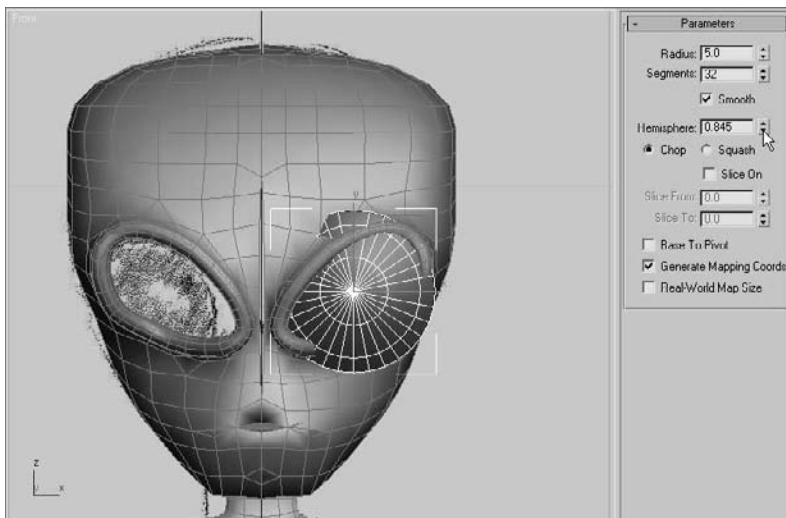 Front
- Parameters
Radius: 5.0
Segments: 32
Smooth
Hemisphere: 0.845
Chop Squash
Slice On
Slice From: 0.0
Slice To: 0.0
Base To Pivot
Generate Mapping Coords
Real-World Map Size
y
z
y x